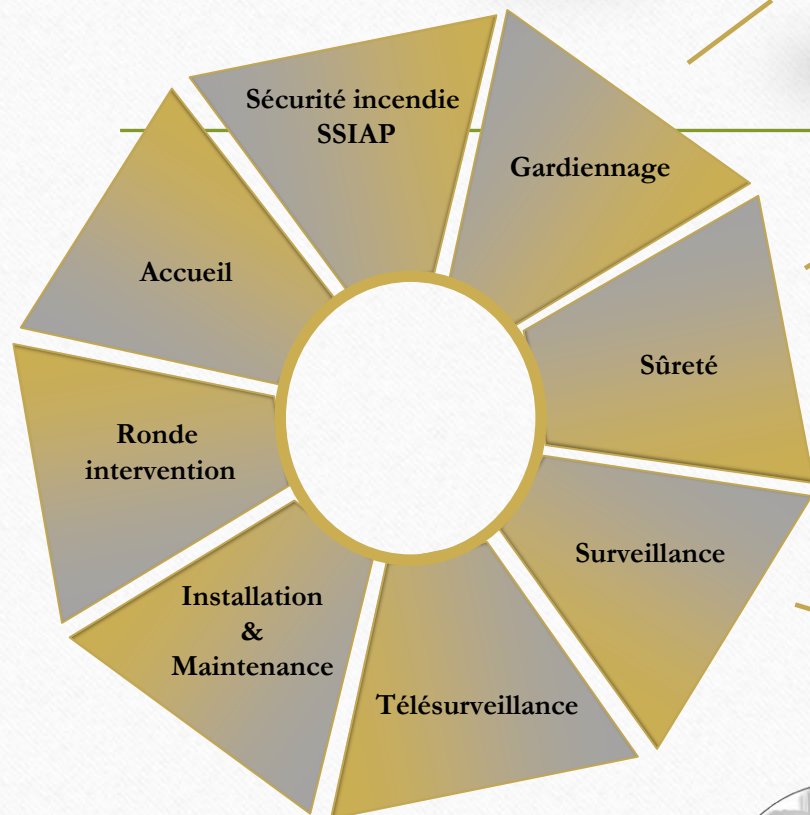 Sécurité incendie
SSIAP
Gardiennage
Accueil
Sûreté
Ronde
intervention
Surveillance
Installation
&
Maintenance
Télésurveillance